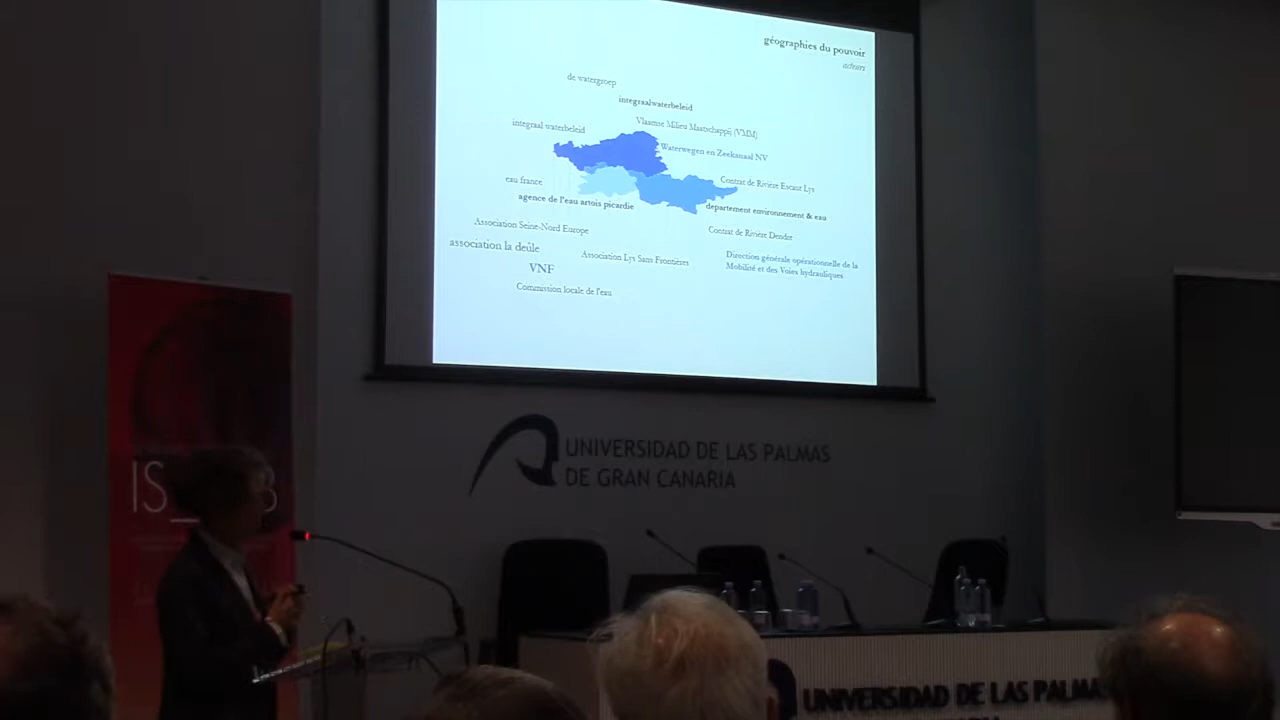 géographies du pouvoir
acteurs
de watergroep
integraalwaterbeleid
integraal waterbeleid
Vlaamse Milieu Maatschappij (VMM)
Waterwegen en Zeekanaal NV
eau france
Contrat de Rivière Escaut Lys
agence de l'eau artois picardie
departement environnement & eau
Association Seine-Nord Europe
Contrat de Rivière Dendre
association la deûle
Association Lys Sans Frontières
Direction générale opérationnelle de la
Mobilité et des Voies hydrauliques
VNF
Commission locale de l'eau
UNIVERSIDAD DE LAS PALMAS
DE GRAN CANARIA
UNIVERSIDAD DE LAS PALMA